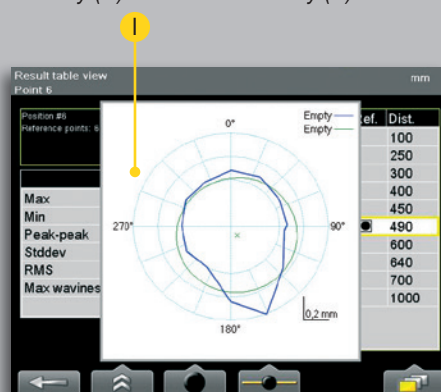 I
Result table view mm
Point 6
Position #6
Reference points: 6
Empty
Empty
0°
90°
180°
270°
0,2 mm
Max
Min
Peak-peak
Stddev
RMS
Max wavines
ef. Dist.
100
250
300
400
450
490
600
640
700
1000